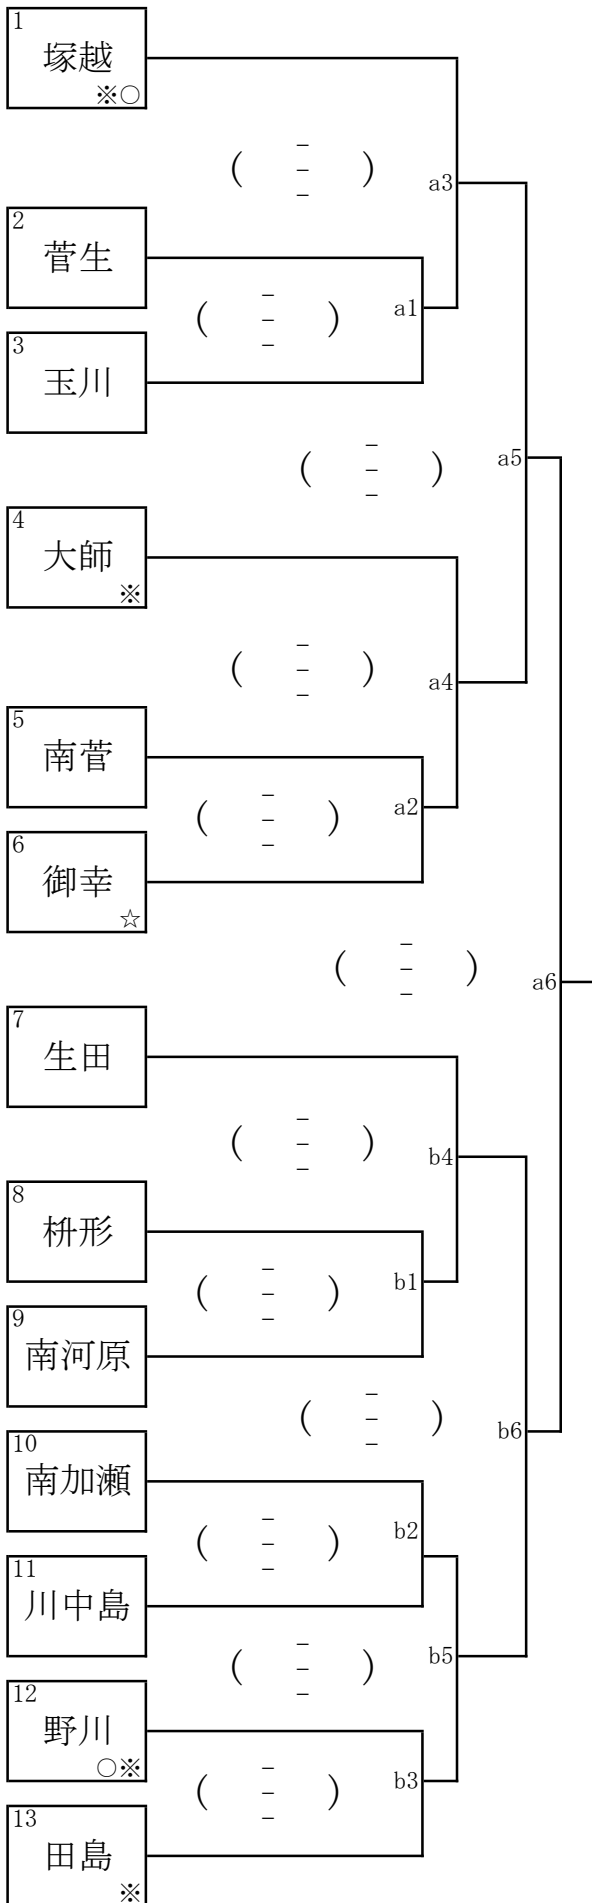 1
塚越
※○
-
( - )
-
a3
2
菅生
-
( - )
-
a1
3
玉川
-
( - )
-
a5
4
大師
※
-
( - )
-
a4
5
南菅
-
( - )
-
a2
6
御幸
☆
-
( - )
-
a6
7
生田
-
( - )
-
b4
8
枡形
-
( - )
-
b1
9
南河原
-
( - )
-
b6
10
南加瀬
-
( - )
-
b2
11
川中島
-
( - )
-
b5
12
野川
○※
-
( - )
-
b3
13
田島
※